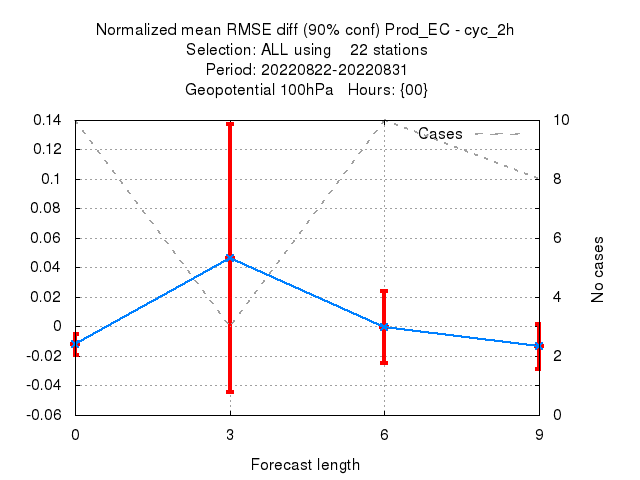 Normalized mean RMSE diff (90% conf) Prod_EC - cyc_2h
Selection: ALL using 22 stations
Period: 20220822-20220831
Geopotential 100hPa Hours: {00}
0.14
0.12
0.1
0.08
0.06
0.04
0.02
0
-0.02
-0.04
-0.06
Cases
10
8
6
4
2
0
No cases
0 3 6 9
Forecast length